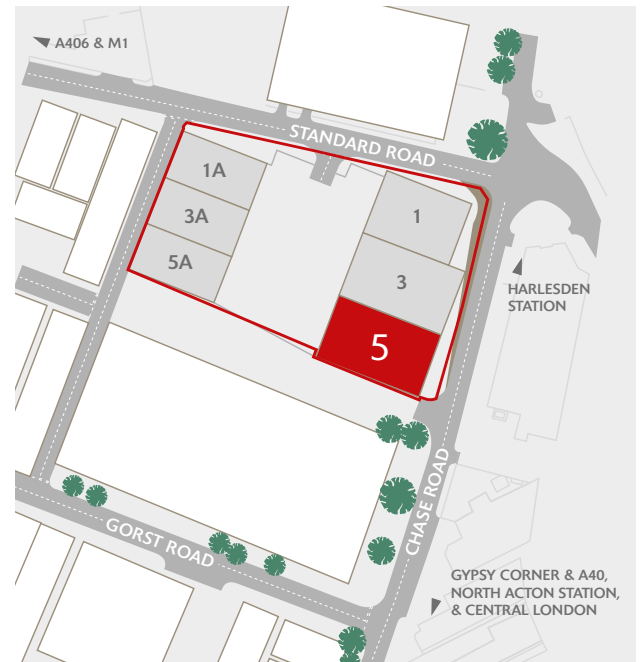 A406 & M1
STANDARD ROAD
1A
3A
5A
1
3
5
HARLESDEN
STATION
CHASE ROAD
GORST ROAD
GYPSY CORNER & A40,
NORTH ACTON STATION,
& CENTRAL LONDON